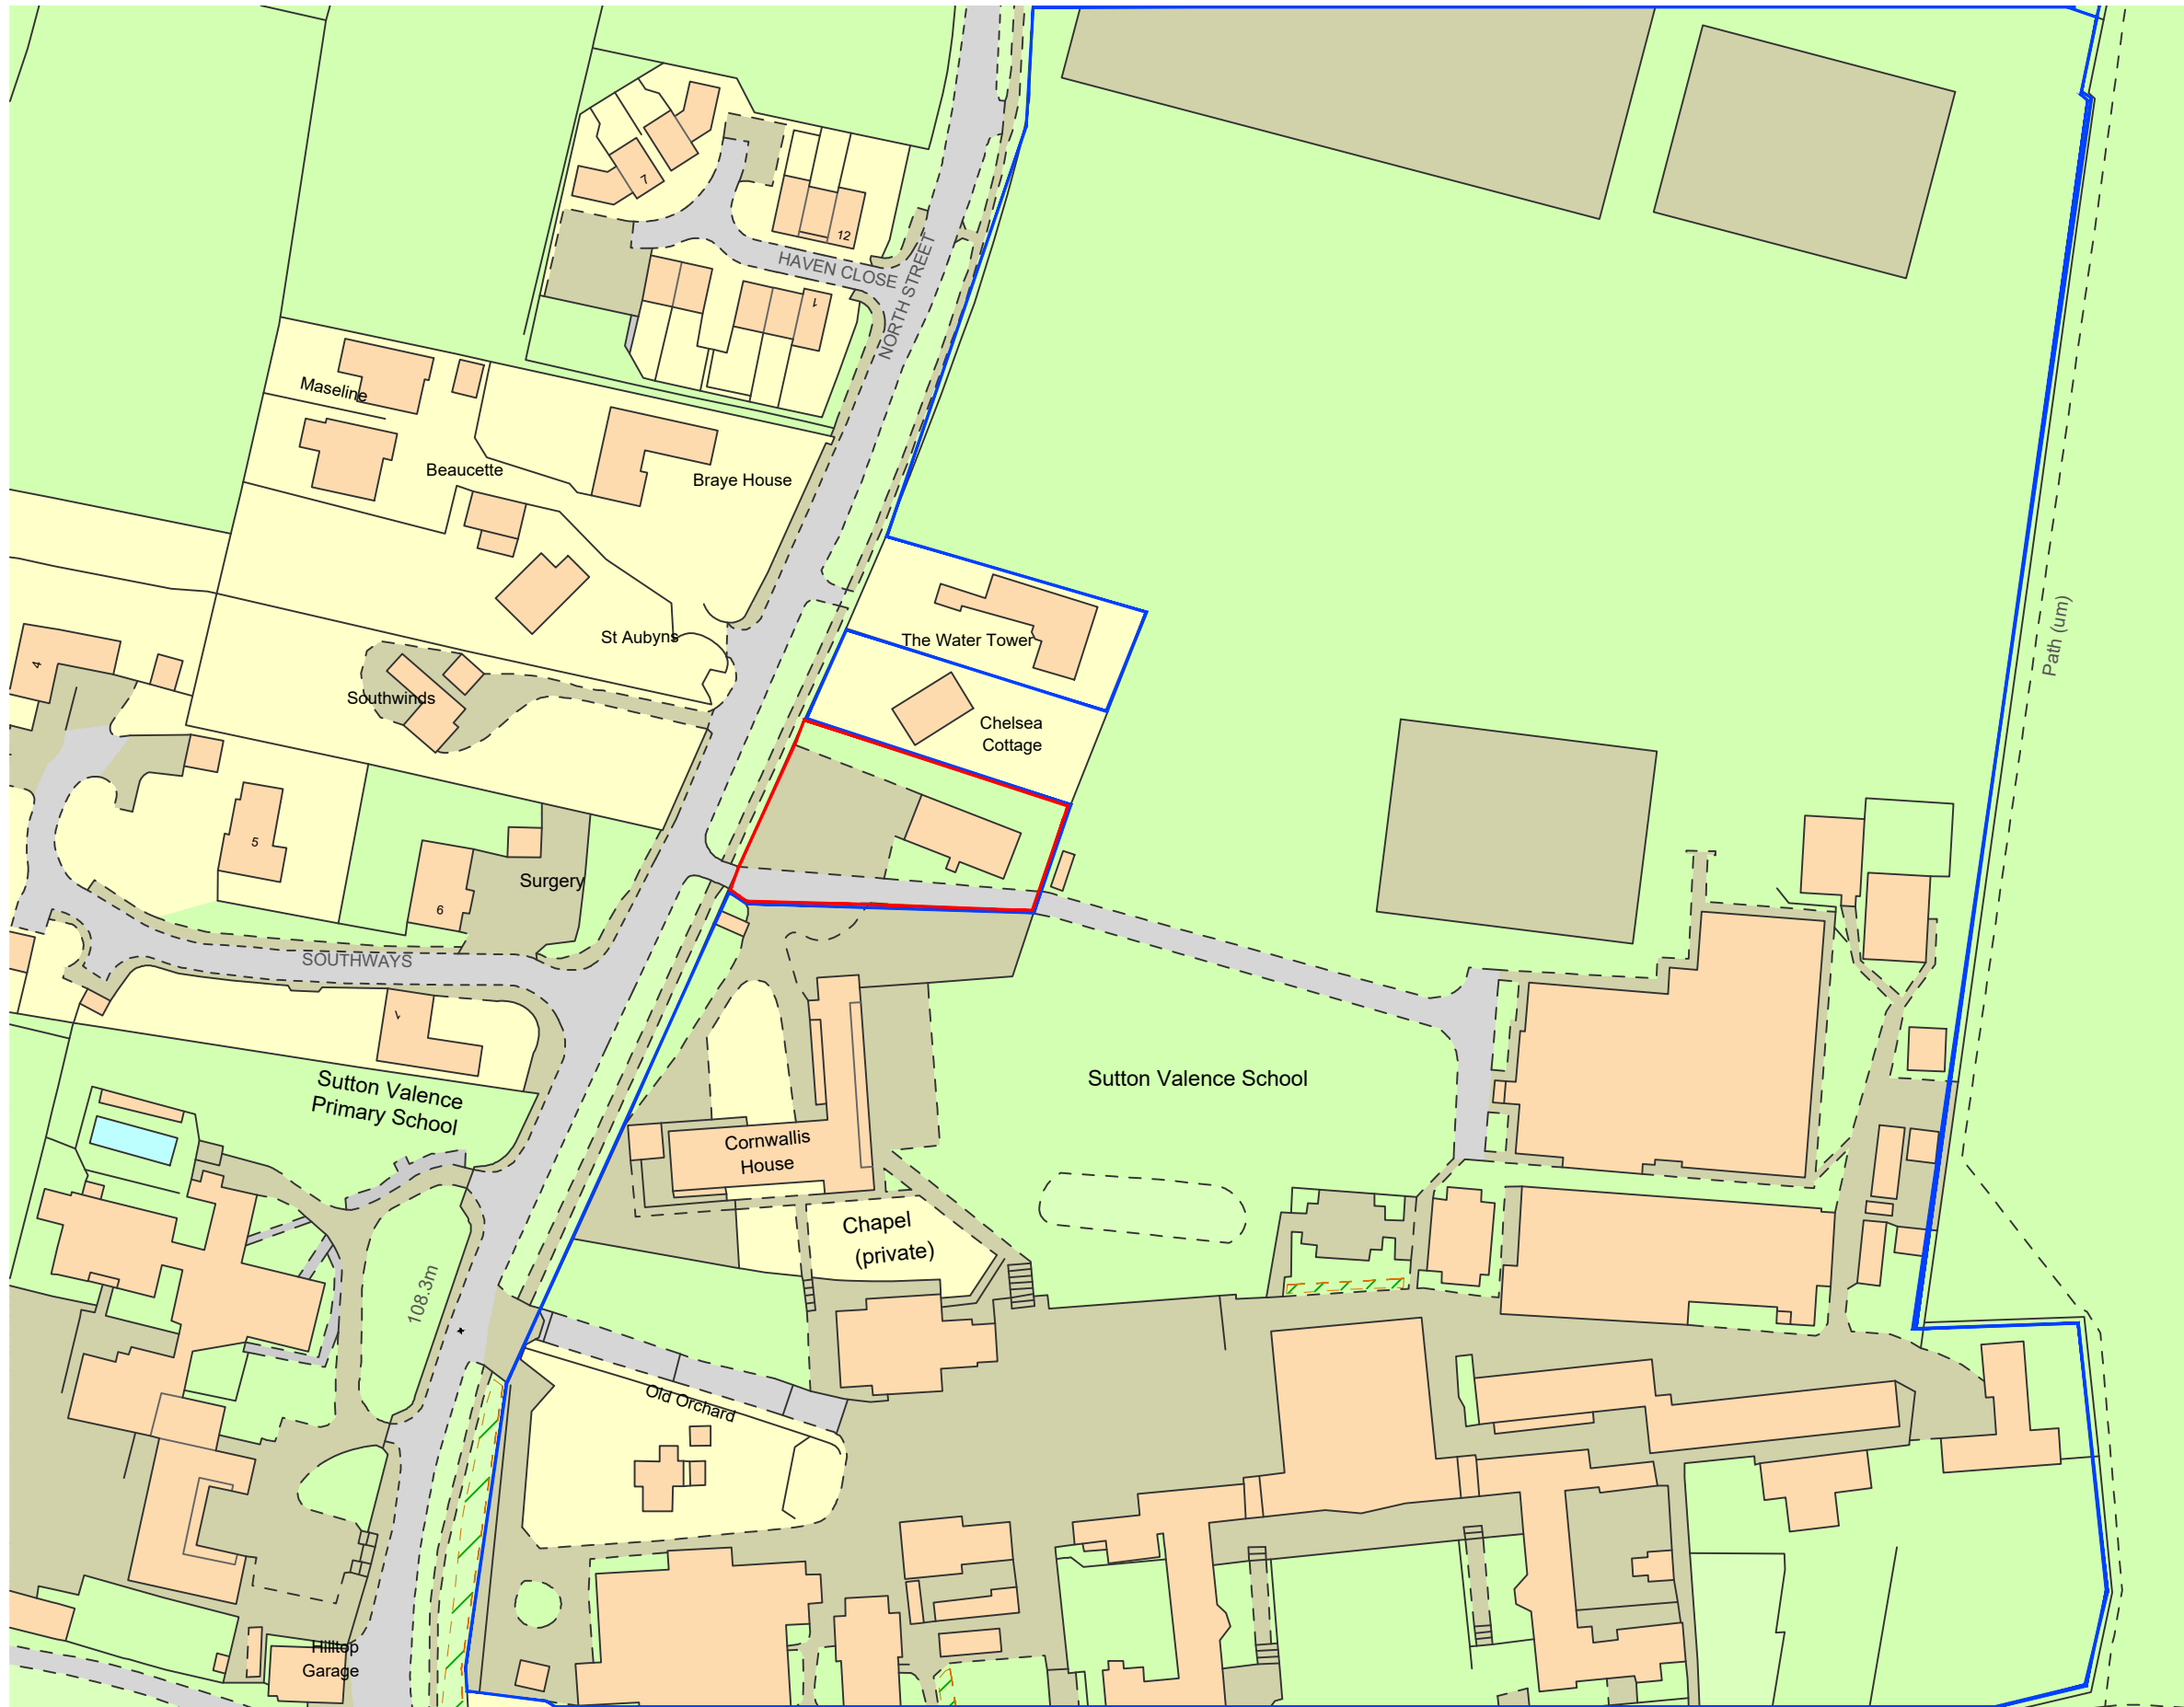 7
12
HAVEN CLOSE
NORTH STREET
1
Maseline
Beaucette
Braye House
Path (um)
The Water Tower
St Aubyns
4
Southwinds
Chelsea
Cottage
5
Surgery
6
SOUTHWAYS
1
Sutton Valence School
Sutton Valence
Primary School
Cornwallis
House
Chapel
(private)
108.3m
Old Orchard
Hilltop
Garage